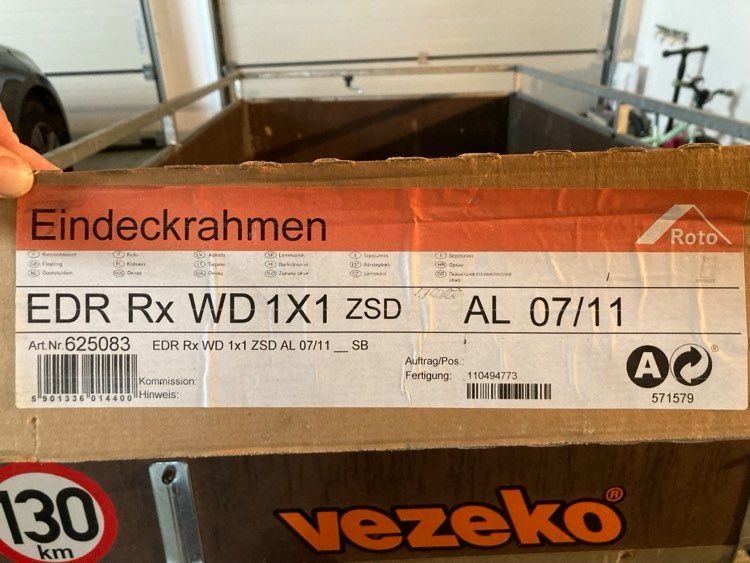 Eindeckrahmen
Roto
EDR Rx WD 1X1 ZSD AL 07/11
Art.Nr. 625083 EDR Rx WD 1x1 ZSD AL 07/11 __ SB
Auftrag/Pos.:
Kommission: Fertigung: 110494773
Hinweis:
5 901336 014400
A ®
571579
130
km
vezeko®